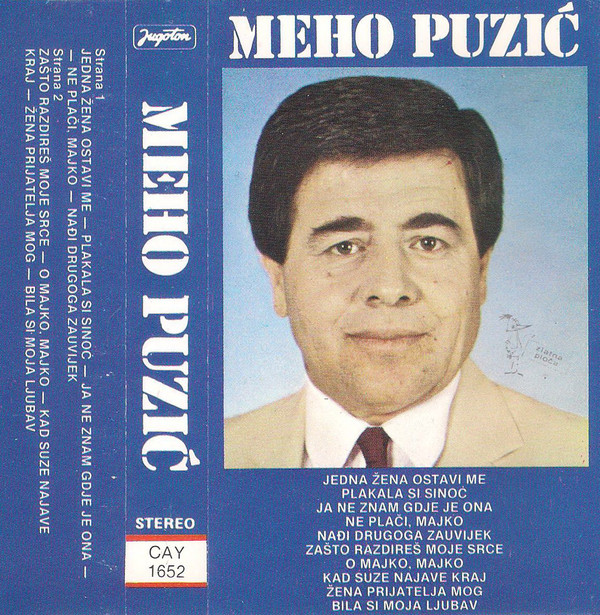 Strana 1
JEDNA ŽENA OSTAVI ME — PLAKALA SI SINOĆ — JA NE ZNAM GDJE JE ONA —
— NE PLAČI, MAJKO — NAĐI DRUGOGA ZAUVIJEK
Strana 2
ZAŠTO RAZDIREŠ MOJE SRCE — O MAJKO, MAJKO — KAD SUZE NAJAVE
KRAJ — ŽENA PRIJATELJA MOG — BILA SI MOJA LJUBAV
Jugoton
MEHO PUZIĆ
STEREO
CAY
1652
MEHO PUZIĆ
zlatna
ploča
JEDNA ŽENA OSTAVI ME
PLAKALA SI SINOĆ
JA NE ZNAM GDJE JE ONA
NE PLAČI, MAJKO
NAĐI DRUGOGA ZAUVIJEK
ZAŠTO RAZDIREŠ MOJE SRCE
O MAJKO, MAJKO
KAD SUZE NAJAVE KRAJ
ŽENA PRIJATELJA MOG
BILA SI MOJA LJUBAV